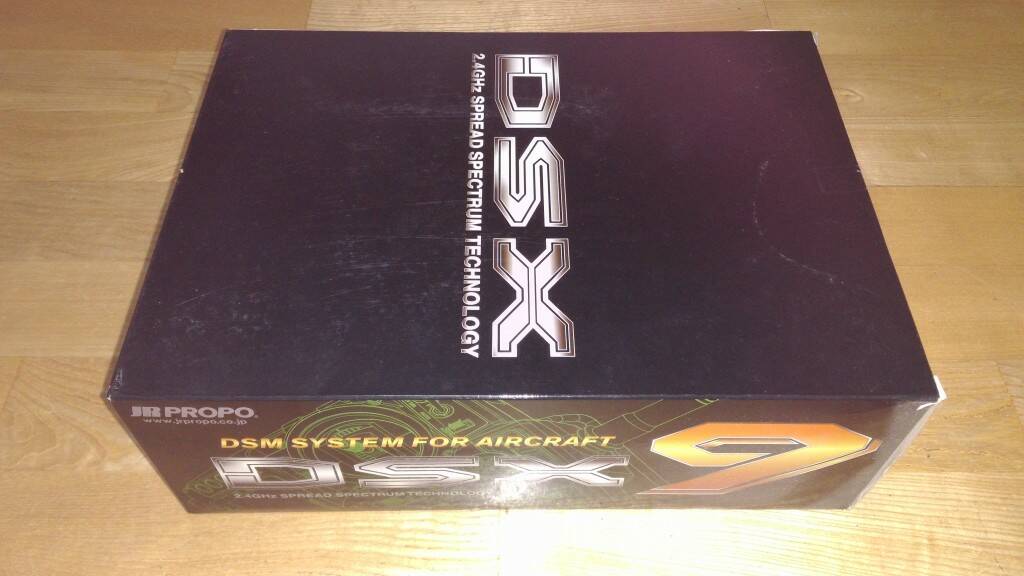 DSX
2.4GHz SPREAD SPECTRUM TECHNOLOGY
JR PROPO
www.jrpropo.co.jp
DSM SYSTEM FOR AIRCRAFT
DSX 9
2.4GHz SPREAD SPECTRUM TECHNOLOGY